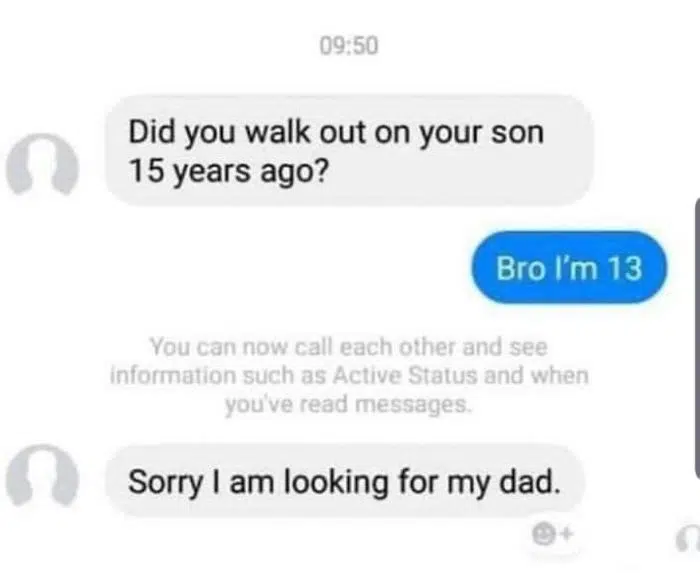 09:50
Did you walk out on your son
15 years ago?
Bro I'm 13
You can now call each other and see
information such as Active Status and when
you've read messages.
Sorry I am looking for my dad.